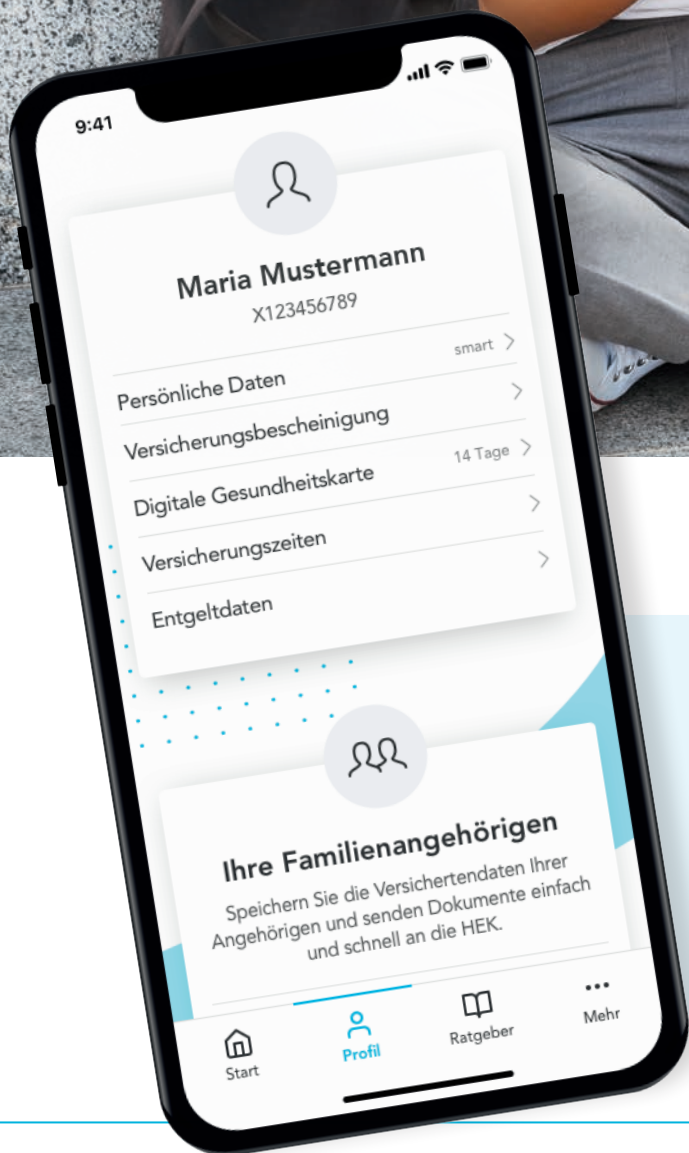 9:41
Maria Mustermann
X123456789
Persönliche Daten smart
Versicherungsbescheinigung
Digitale Gesundheitskarte 14 Tage
Versicherungszeiten
Entgeltdaten
Ihre Familienangehörigen
Speichern Sie die Versichertendaten Ihrer
Angehörigen und senden Dokumente einfach
und schnell an die HEK.
Start Profil Ratgeber Mehr